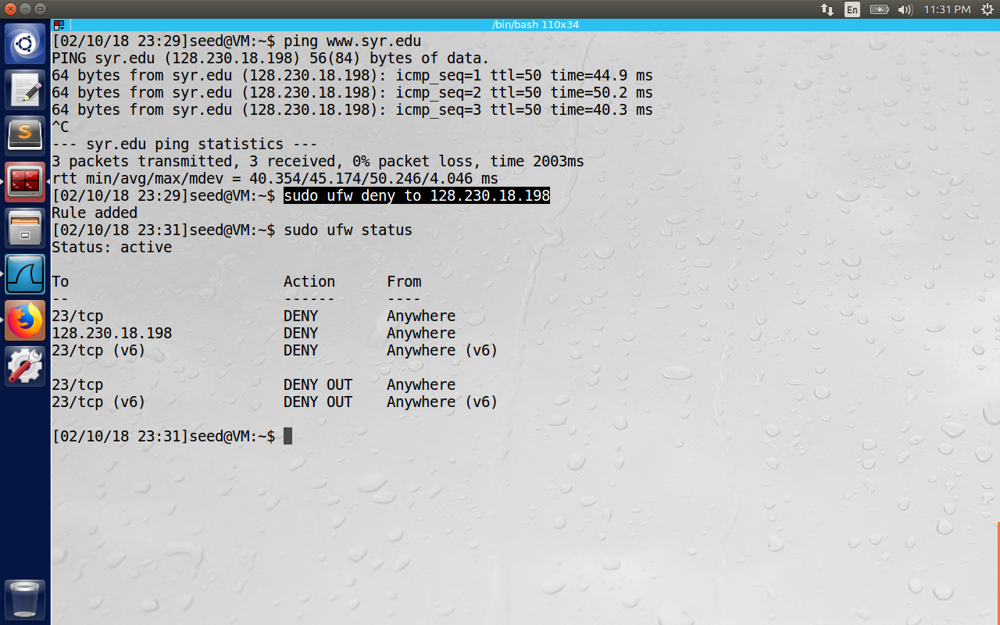 En 11:31 PM
/bin/bash 110x34
[02/10/18 23:29]seed@VM:~$ ping www.syr.edu
PING syr.edu (128.230.18.198) 56(84) bytes of data.
64 bytes from syr.edu (128.230.18.198): icmp_seq=1 ttl=50 time=44.9 ms
64 bytes from syr.edu (128.230.18.198): icmp_seq=2 ttl=50 time=50.2 ms
64 bytes from syr.edu (128.230.18.198): icmp_seq=3 ttl=50 time=40.3 ms
^C
--- syr.edu ping statistics ---
3 packets transmitted, 3 received, 0% packet loss, time 2003ms
rtt min/avg/max/mdev = 40.354/45.174/50.246/4.046 ms
[02/10/18 23:29]seed@VM:~$ sudo ufw deny to 128.230.18.198
Rule added
[02/10/18 23:31]seed@VM:~$ sudo ufw status
Status: active
To                         Action      From
--                         ------      ----
23/tcp                     DENY        Anywhere
128.230.18.198             DENY        Anywhere
23/tcp (v6)                DENY        Anywhere (v6)
23/tcp                     DENY OUT    Anywhere
23/tcp (v6)                DENY OUT    Anywhere (v6)
[02/10/18 23:31]seed@VM:~$